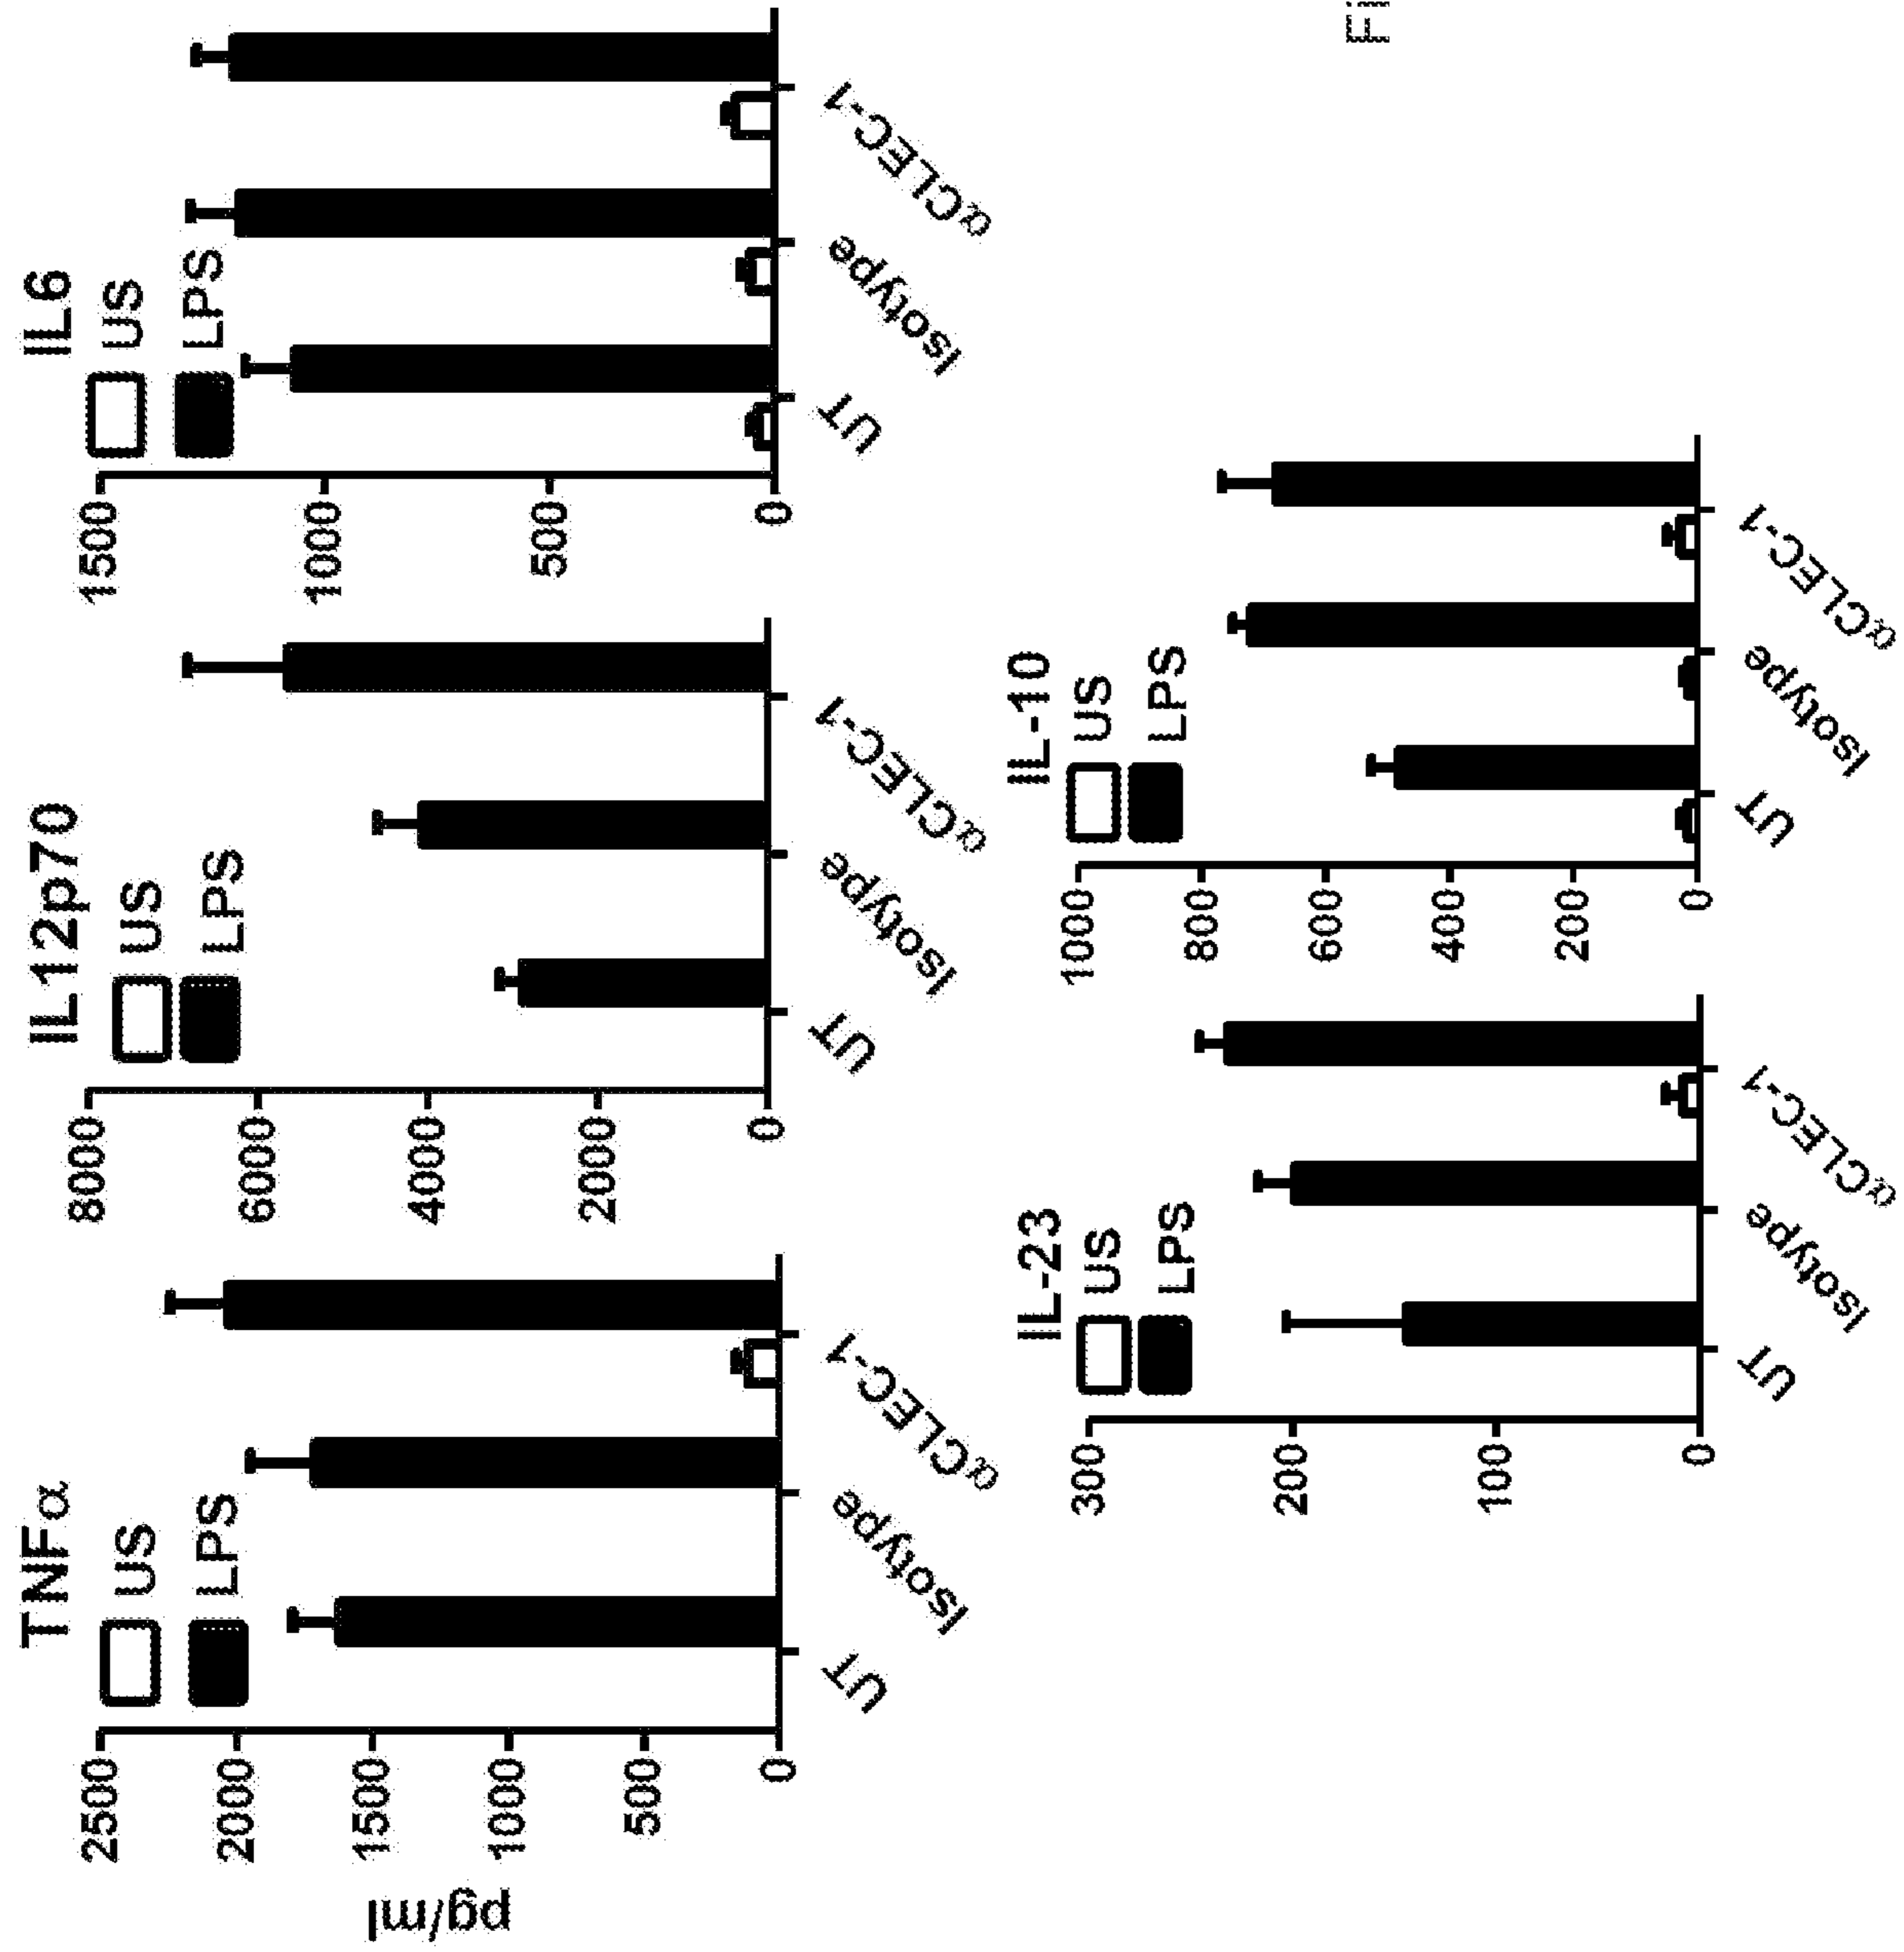 TNFα
US
LPS
pg/ml
2500
2000
1500
1000
500
0
UT
Isotype
αCLEC-1
IL12p70
US
LPS
8000
6000
4000
2000
0
UT
Isotype
αCLEC-1
IL6
US
LPS
1500
1000
500
0
UT
Isotype
αCLEC-1
IL-23
US
LPS
300
200
100
0
UT
Isotype
αCLEC-1
IL-10
US
LPS
1000
800
600
400
200
0
UT
Isotype
αCLEC-1